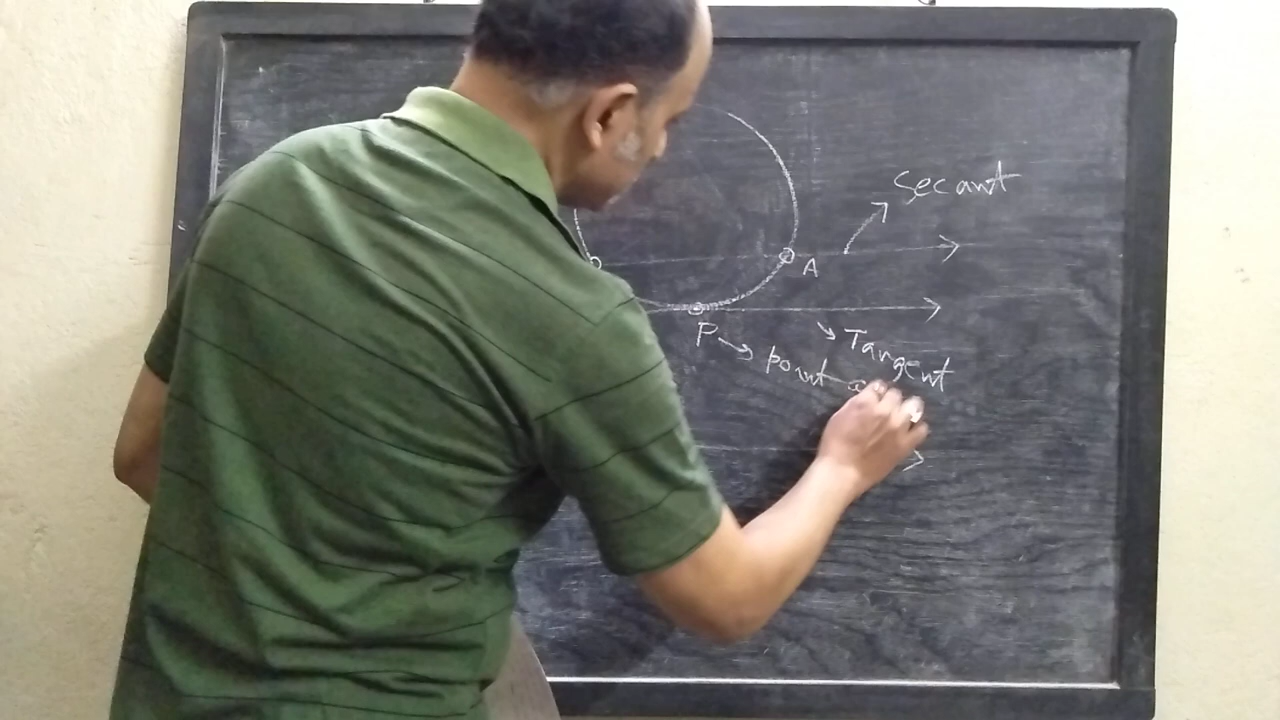 Secant
A
P → point
↘ Tangent